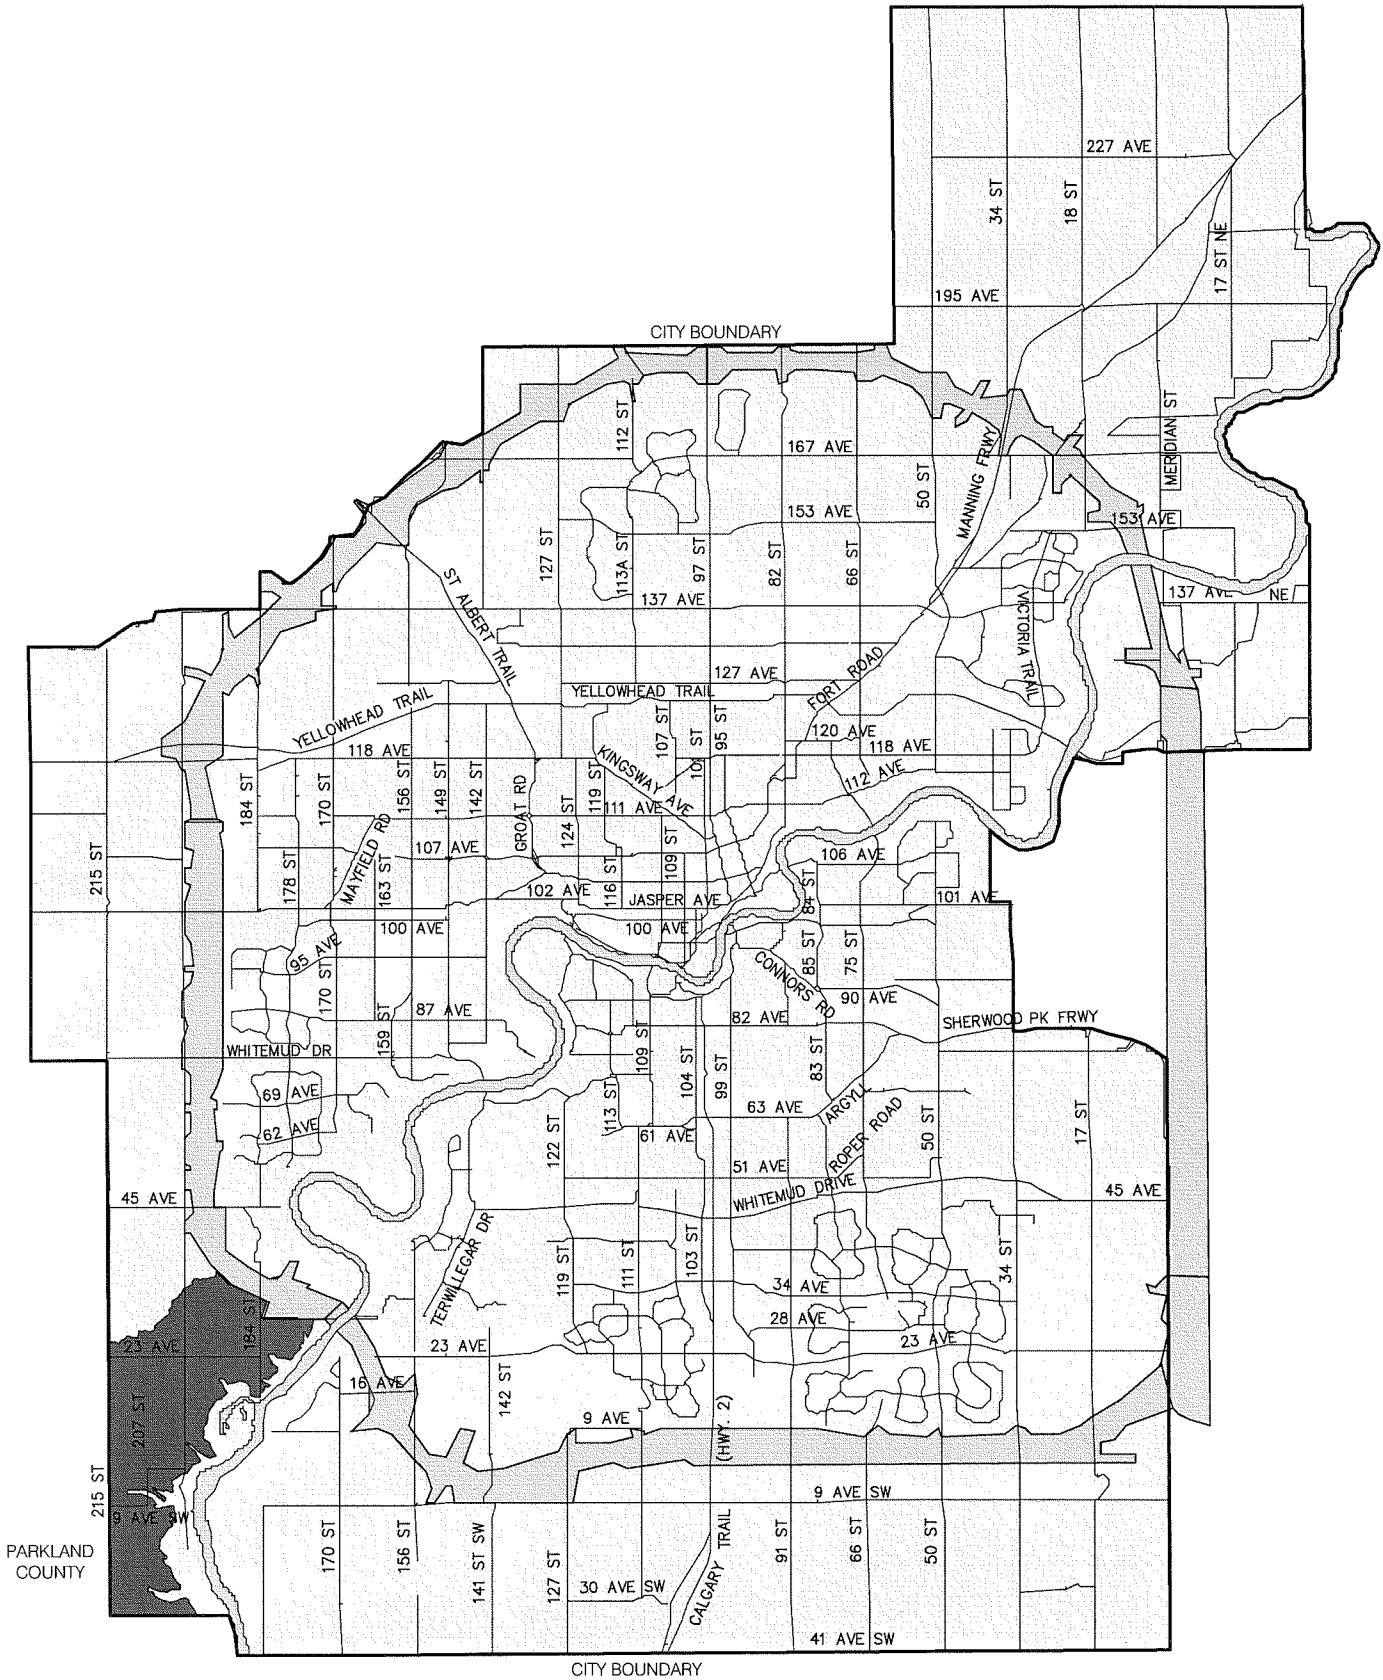 227 AVE
34 ST
18 ST
17 ST NE
195 AVE
CITY BOUNDARY
112 ST
167 AVE
50 ST
MANNING FRWY
MERIDIAN ST
153 AVE
153 AVE
127 ST
113A ST
97 ST
82 ST
66 ST
ST ALBERT TRAIL
137 AVE
137 AVE NE
VICTORIA TRAIL
127 AVE
FORT ROAD
YELLOWHEAD TRAIL
YELLOWHEAD TRAIL
118 AVE
107 ST
95 ST
120 AVE
118 AVE
KINGSWAY AVE
112 AVE
184 ST
170 ST
156 ST
149 ST
142 ST
GROAT RD
124 ST
119 ST
111 AVE
MAYFIELD RD
107 AVE
109 ST
106 AVE
215 ST
178 ST
163 ST
102 AVE
116 ST
JASPER AVE
84 ST
101 AVE
100 AVE
100 AVE
95 AVE
170 ST
CONNORS RD
85 ST
75 ST
90 AVE
87 AVE
159 ST
82 AVE
SHERWOOD PK FRWY
WHITEMUD DR
109 ST
104 ST
99 ST
83 ST
69 AVE
62 AVE
113 ST
63 AVE
ARGYLL
61 AVE
ROPER ROAD
50 ST
17 ST
122 ST
51 AVE
45 AVE
WHITEMUD DRIVE
45 AVE
TERWILLEGAR DR
119 ST
111 ST
103 ST
34 ST
34 AVE
184 ST
28 AVE
23 AVE
23 AVE
23 AVE
16 AVE
142 ST
207 ST
9 AVE
(HWY. 2)
215 ST
9 AVE SW
9 AVE SW
PARKLAND
COUNTY
170 ST
156 ST
141 ST SW
127 ST
30 AVE SW
CALGARY TRAIL
91 ST
66 ST
50 ST
41 AVE SW
CITY BOUNDARY